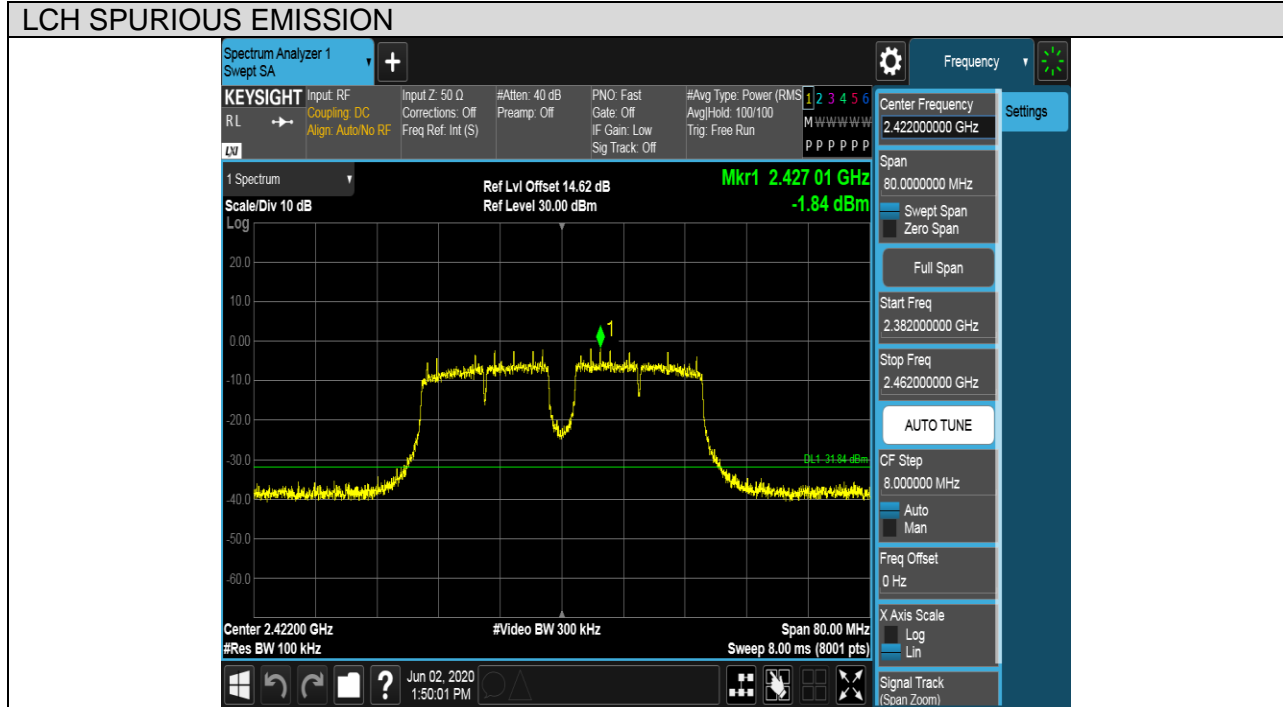 LCH SPURIOUS EMISSION
Spectrum Analyzer 1
Swept SA
+
Frequency
KEYSIGHT
RL
LXI
Input: RF
Coupling: DC
Align: Auto/No RF
Input Z: 50 Ω
Corrections: Off
Freq Ref: Int (S)
#Atten: 40 dB
Preamp: Off
PNO: Fast
Gate: Off
IF Gain: Low
Sig Track: Off
#Avg Type: Power (RMS
Avg|Hold: 100/100
Trig: Free Run
1 2 3 4 5 6
M W W W W W
P P P P P P
1 Spectrum
Scale/Div 10 dB
Ref Lvl Offset 14.62 dB
Ref Level 30.00 dBm
Mkr1 2.427 01 GHz
-1.84 dBm
Log
20.0
10.0
0.00
-10.0
-20.0
-30.0
-40.0
-50.0
-60.0
1
DL1 -31.84 dBm
Center 2.42200 GHz
#Res BW 100 kHz
#Video BW 300 kHz
Span 80.00 MHz
Sweep 8.00 ms (8001 pts)
?
Jun 02, 2020
1:50:01 PM
Center Frequency
2.422000000 GHz
Span
80.0000000 MHz
Swept Span
Zero Span
Full Span
Start Freq
2.382000000 GHz
Stop Freq
2.462000000 GHz
AUTO TUNE
CF Step
8.000000 MHz
Auto
Man
Freq Offset
0 Hz
X Axis Scale
Log
Lin
Signal Track
(Span Zoom)
Settings